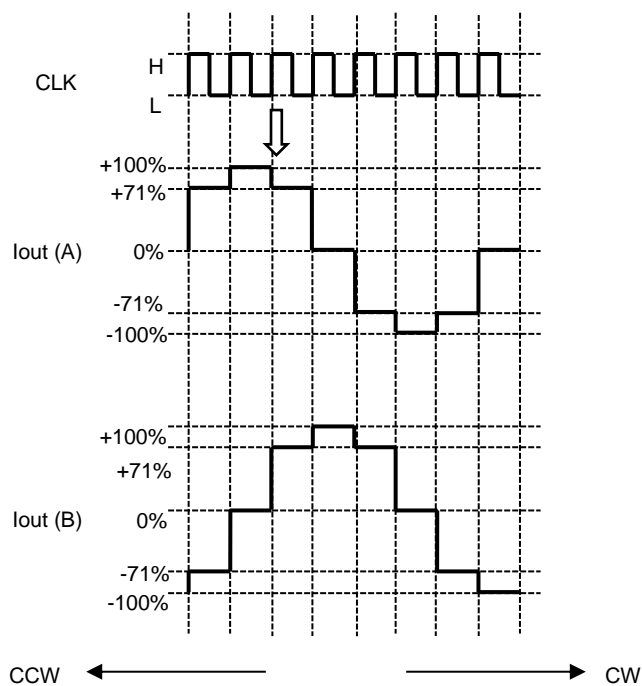 CLK
H
L
+100%
+71%
Iout (A)
0%
-71%
-100%
+100%
+71%
Iout (B)
0%
-71%
-100%
CCW
CW